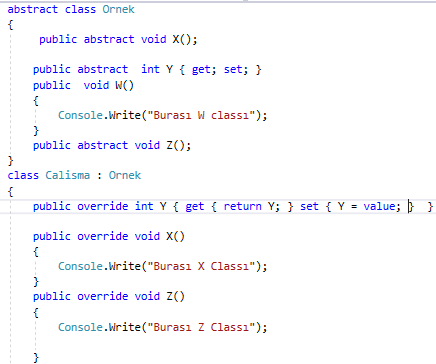 abstract class Ornek
{
public abstract void X();
public abstract  int Y { get; set; }
public  void W()
{
Console.Write("Burası W classı");
}
public abstract void Z();
}
class Calisma : Ornek
{
public override int Y { get { return Y; } set { Y = value; }  }
public override void X()
{
Console.Write("Burası X Classı");
}
public override void Z()
{
Console.Write("Burası Z Classı");
}